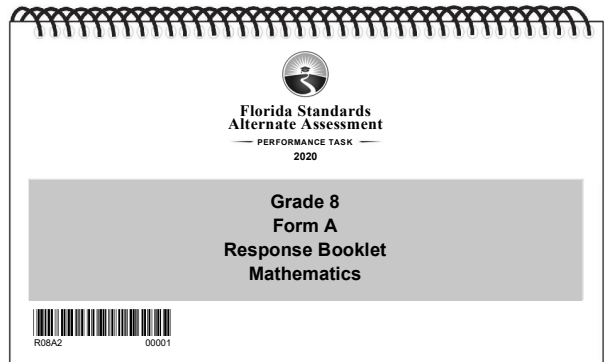 Florida Standards
Alternate Assessment
PERFORMANCE TASK
2020
Grade 8
Form A
Response Booklet
Mathematics
R08A2 00001